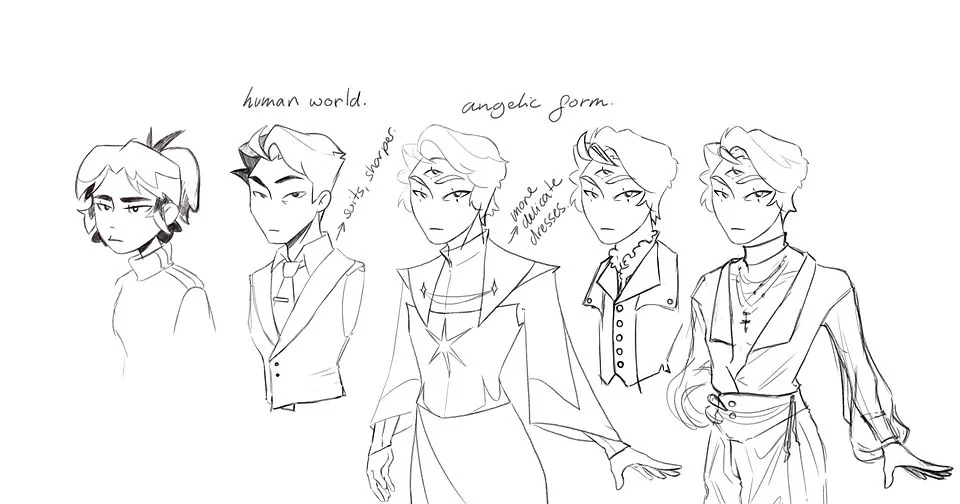 human world.
angelic form.
→ suits, sharper.
more
→ delicate
dresses.